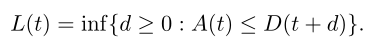 L(t) = inf{d ≥ 0 : A(t) ≤ D(t + d)}.